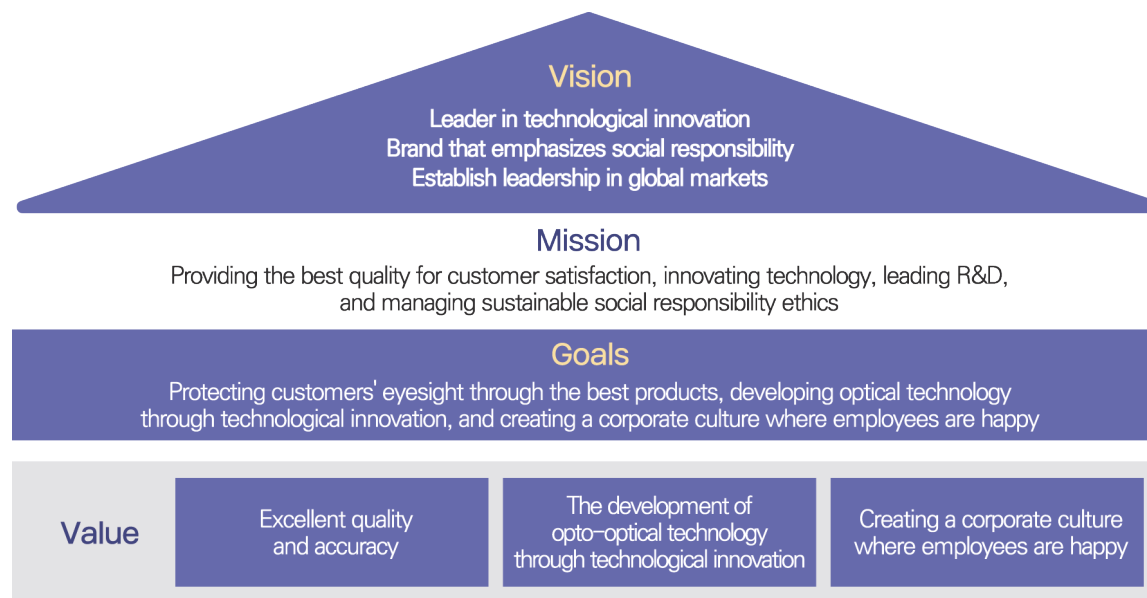 Vision
Leader in technological innovation
Brand that emphasizes social responsibility
Establish leadership in global markets
Mission
Providing the best quality for customer satisfaction, innovating technology, leading R&D,
and managing sustainable social responsibility ethics
Goals
Protecting customers' eyesight through the best products, developing optical technology
through technological innovation, and creating a corporate culture where employees are happy
Value
Excellent quality
and accuracy
The development of
opto-optical technology
through technological innovation
Creating a corporate culture
where employees are happy